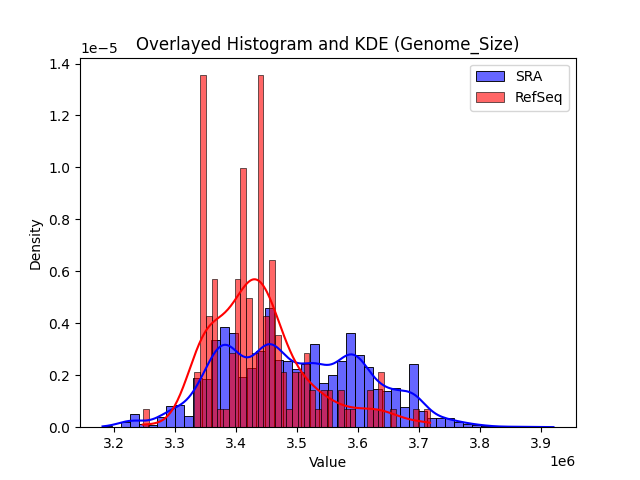 Overlayed Histogram and KDE (Genome_Size)
1e−5
SRA
RefSeq
1.4
1.2
1.0
0.8
0.6
0.4
0.2
0.0
Density
3.2 3.3 3.4 3.5 3.6 3.7 3.8 3.9
Value
1e6